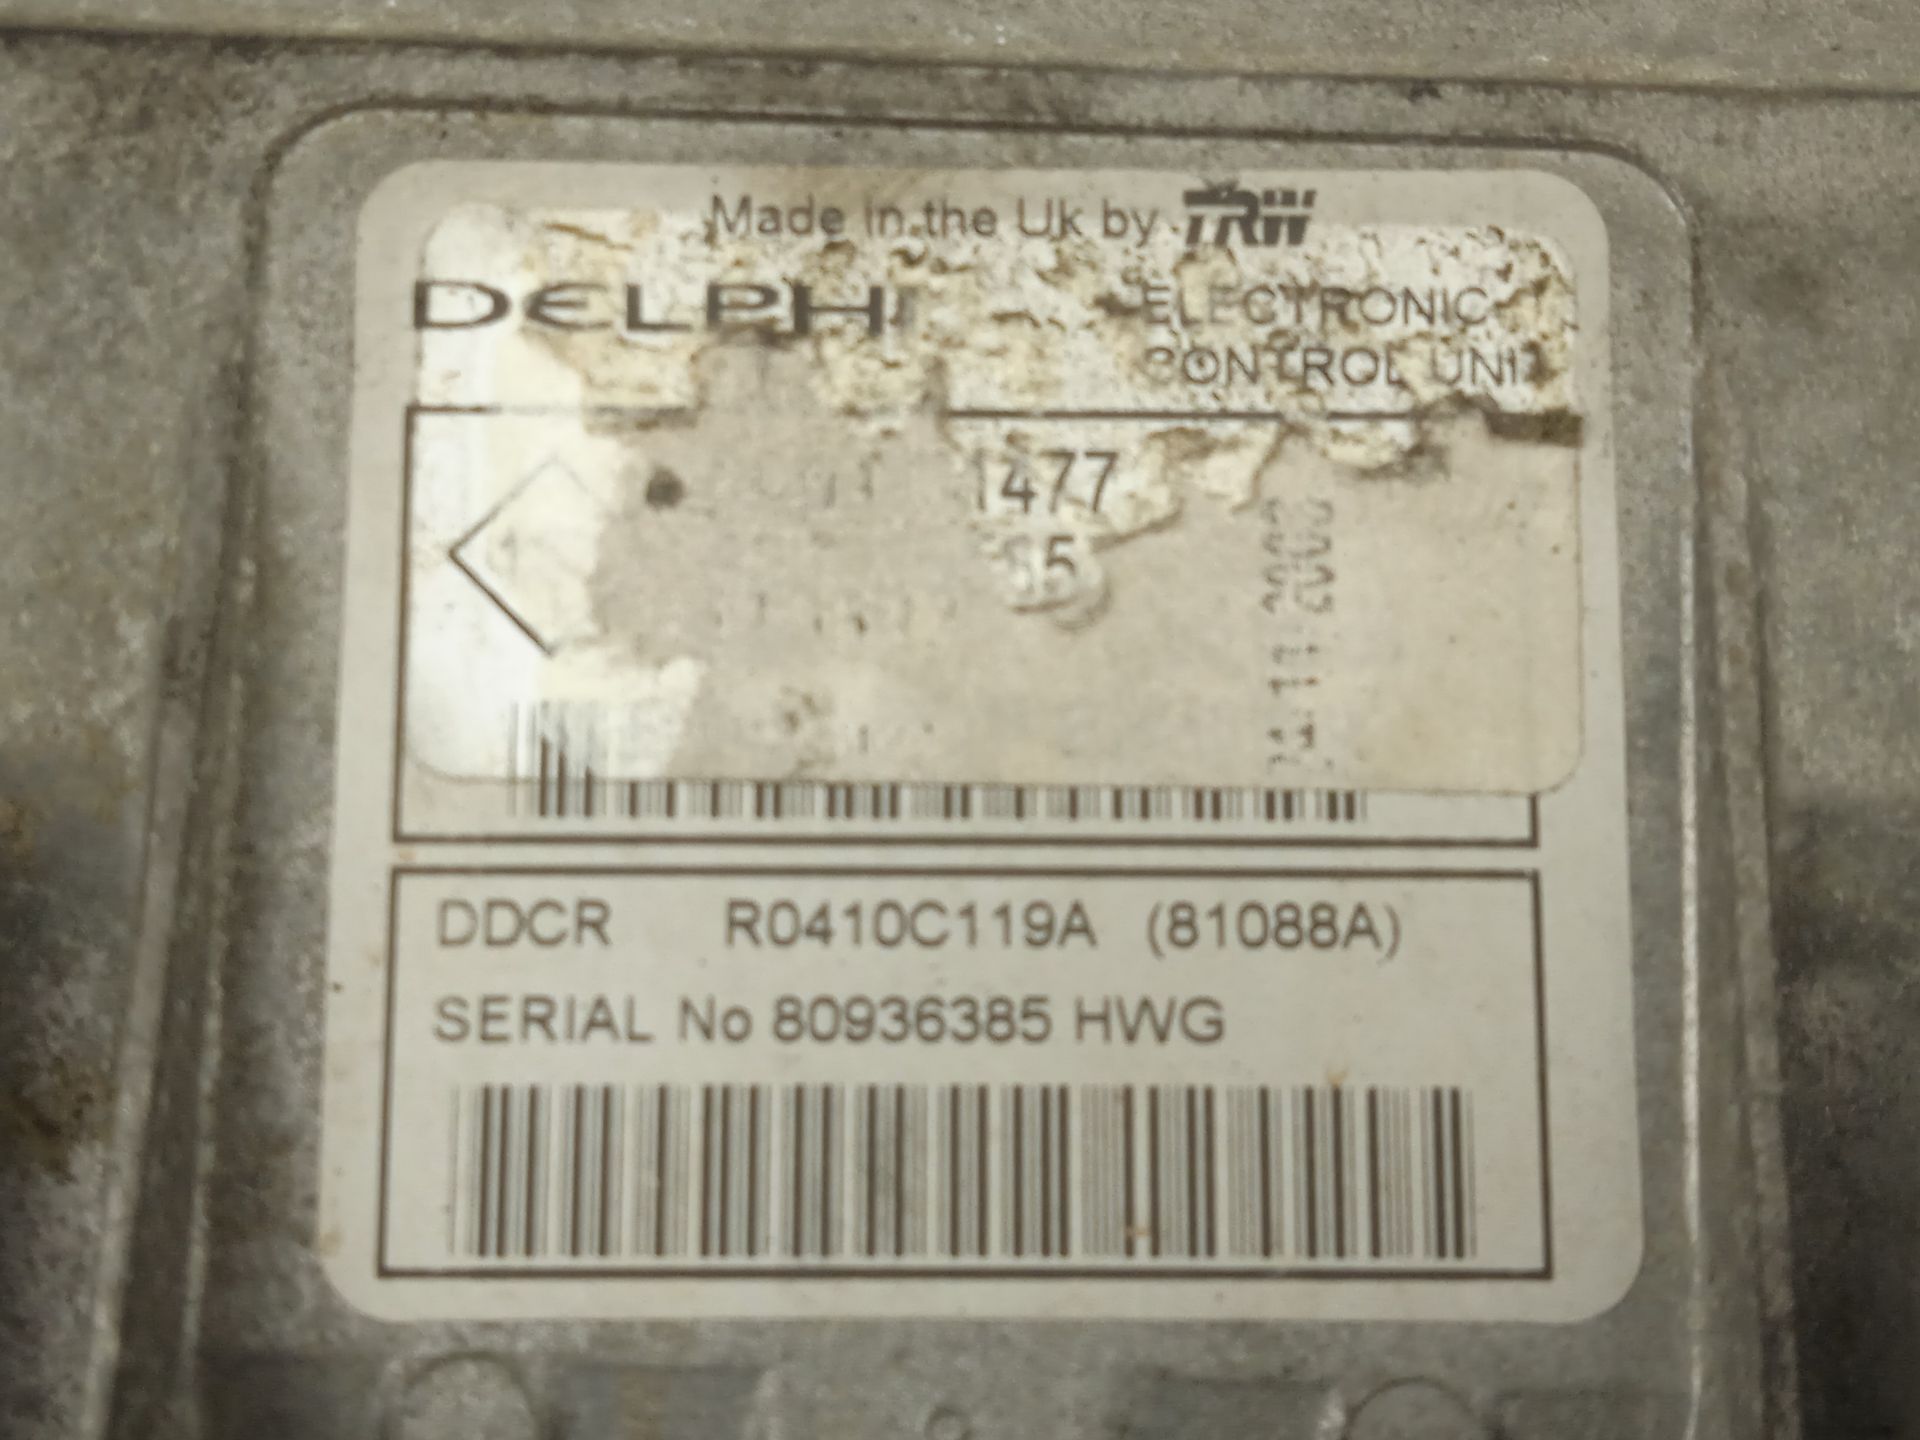 Made in the Uk by TRW
DELPHI
ELECTRONIC
CONTROL UNIT
1477
DDCR R0410C119A (81088A)
SERIAL No 80936385 HWG